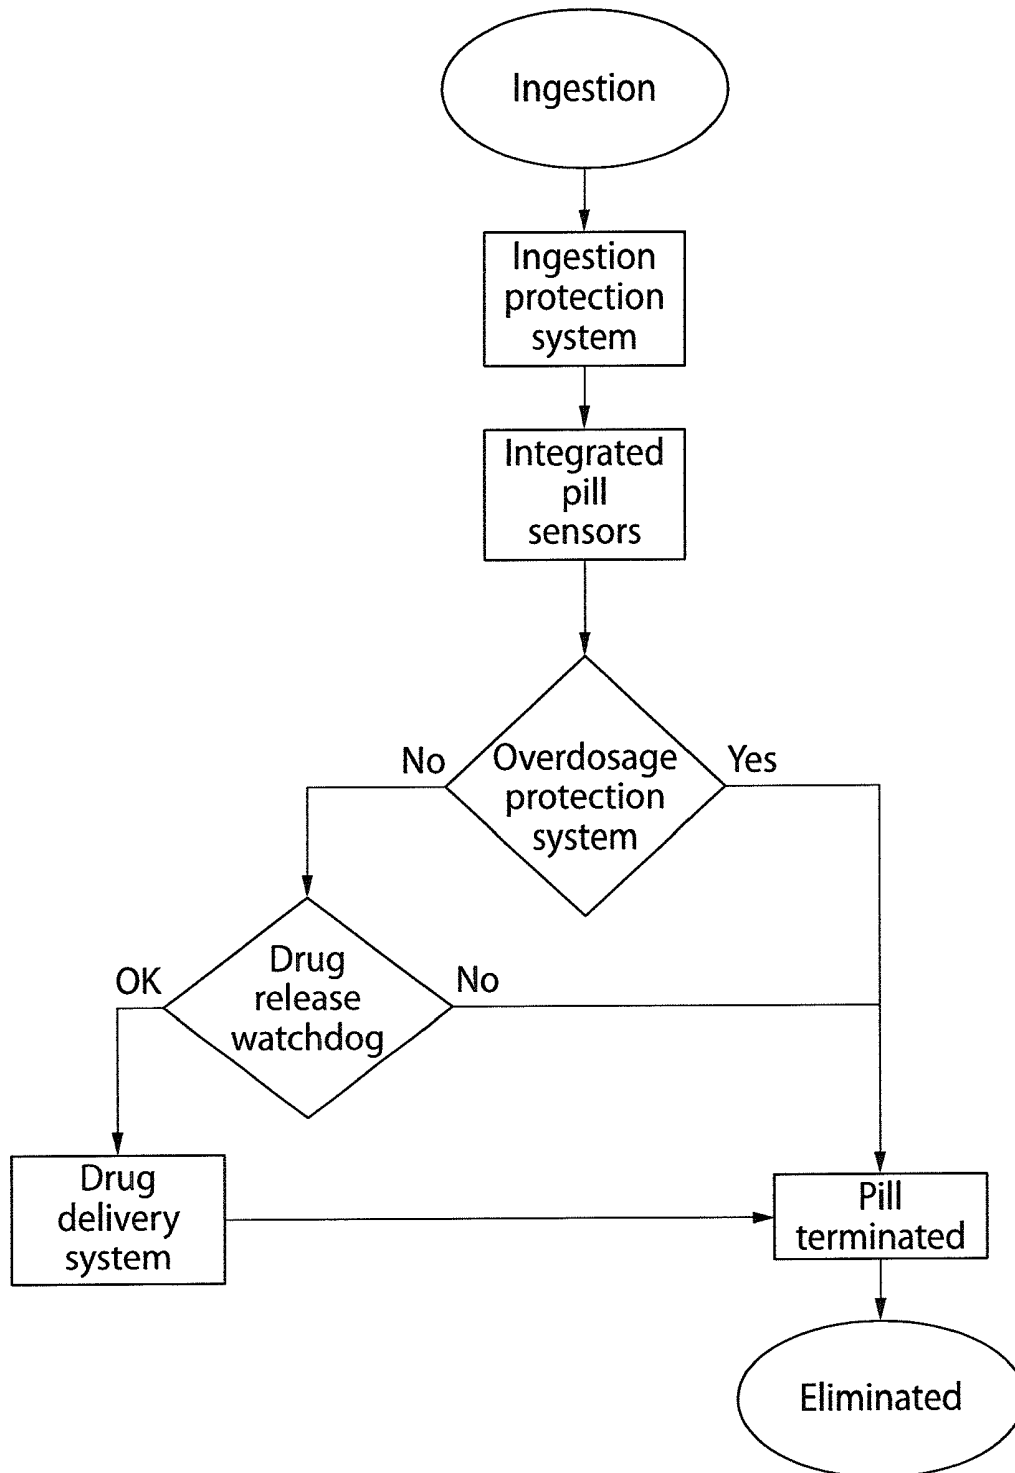 Ingestion
Ingestion
protection
system
Integrated
pill
sensors
No
Overdosage
protection
system
Yes
OK
Drug
release
watchdog
No
Drug
delivery
system
Pill
terminated
Eliminated